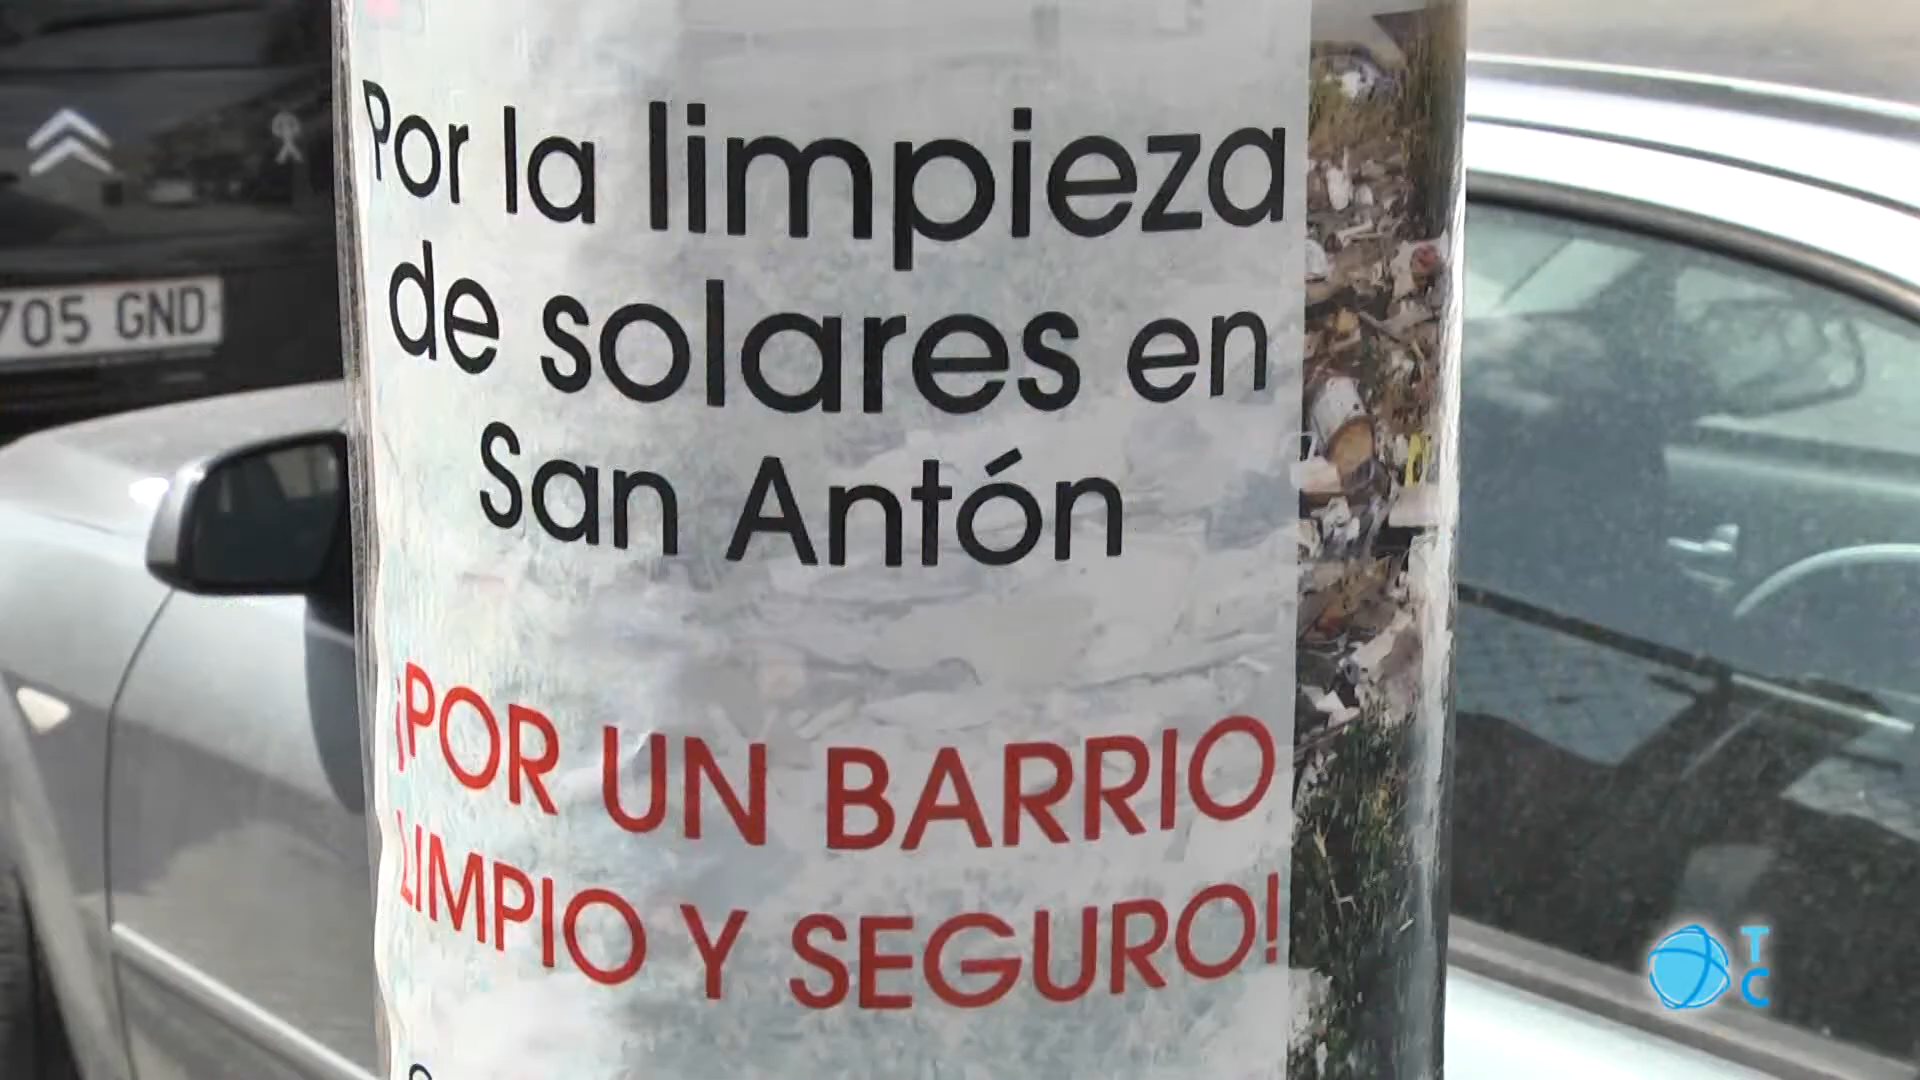 Por la limpieza
de solares en
San Antón
¡POR UN BARRIO
LIMPIO Y SEGURO!
705 GND
TC